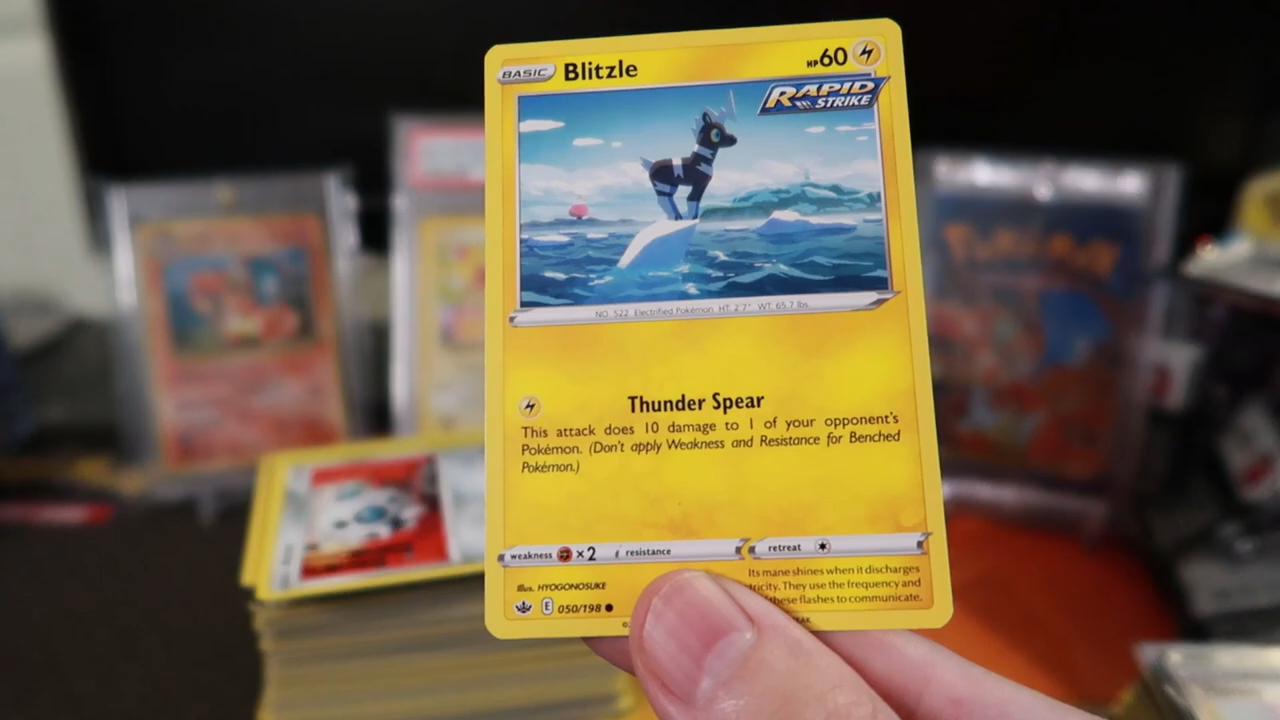 BASIC Blitzle HP60
RAPID
STRIKE
NO. 522 Electrified Pokémon HT: 2'7" WT: 65.7 lbs.
Thunder Spear
This attack does 10 damage to 1 of your opponent's
Pokémon. (Don't apply Weakness and Resistance for Benched
Pokémon.)
weakness ×2 resistance retreat
Its mane shines when it discharges
They use the frequency and
these flashes to communicate.
Illus. HYOGONOSUKE
E 050/198
POKÉMON